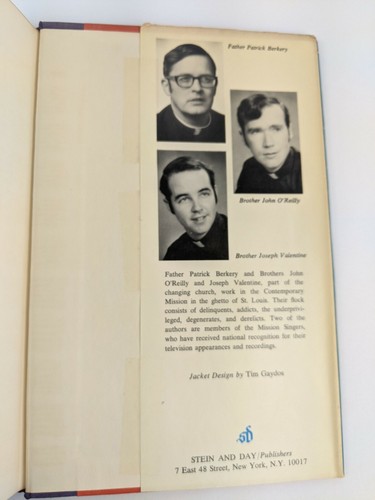 Father Patrick Berkery
Brother John O'Reilly
Brother Joseph Valentine
Father Patrick Berkery and Brothers John
O'Reilly and Joseph Valentine, part of the
changing church, work in the Contemporary
Mission in the ghetto of St. Louis. Their flock
consists of delinquents, addicts, the underprivi-
leged, degenerates, and derelicts. Two of the
authors are members of the Mission Singers,
who have received national recognition for their
television appearances and recordings.
Jacket Design by Tim Gaydos
sd
STEIN AND DAY/Publishers
7 East 48 Street, New York, N.Y. 10017